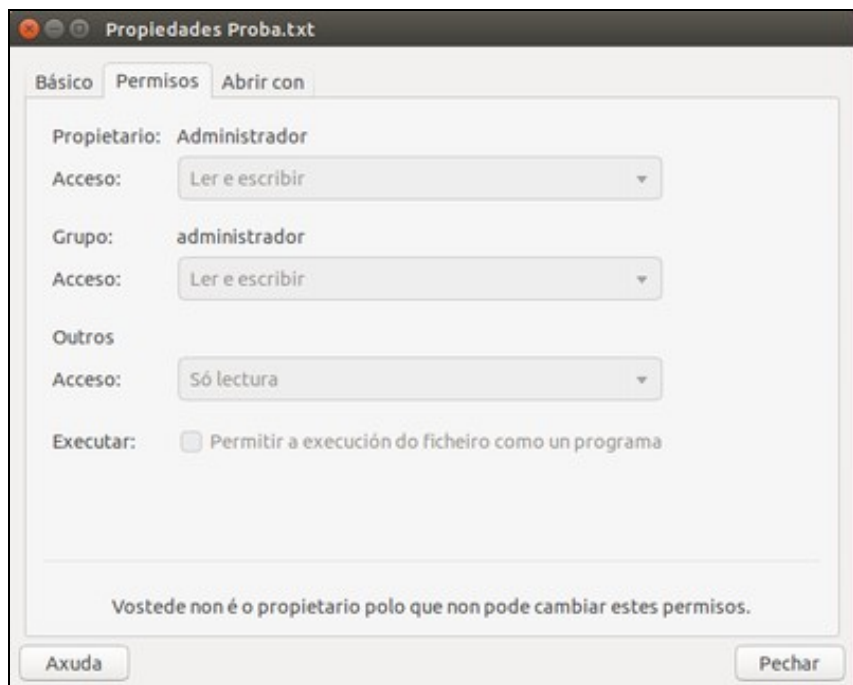 Propiedades Proba.txt
Básico Permisos Abrir con
Propietario: Administrador
Acceso: Ler e escribir
Grupo: administrador
Acceso: Ler e escribir
Outros
Acceso: Só lectura
Executar: Permitir a execución do ficheiro como un programa
Vostede non é o propietario polo que non pode cambiar estes permisos.
Axuda Pechar